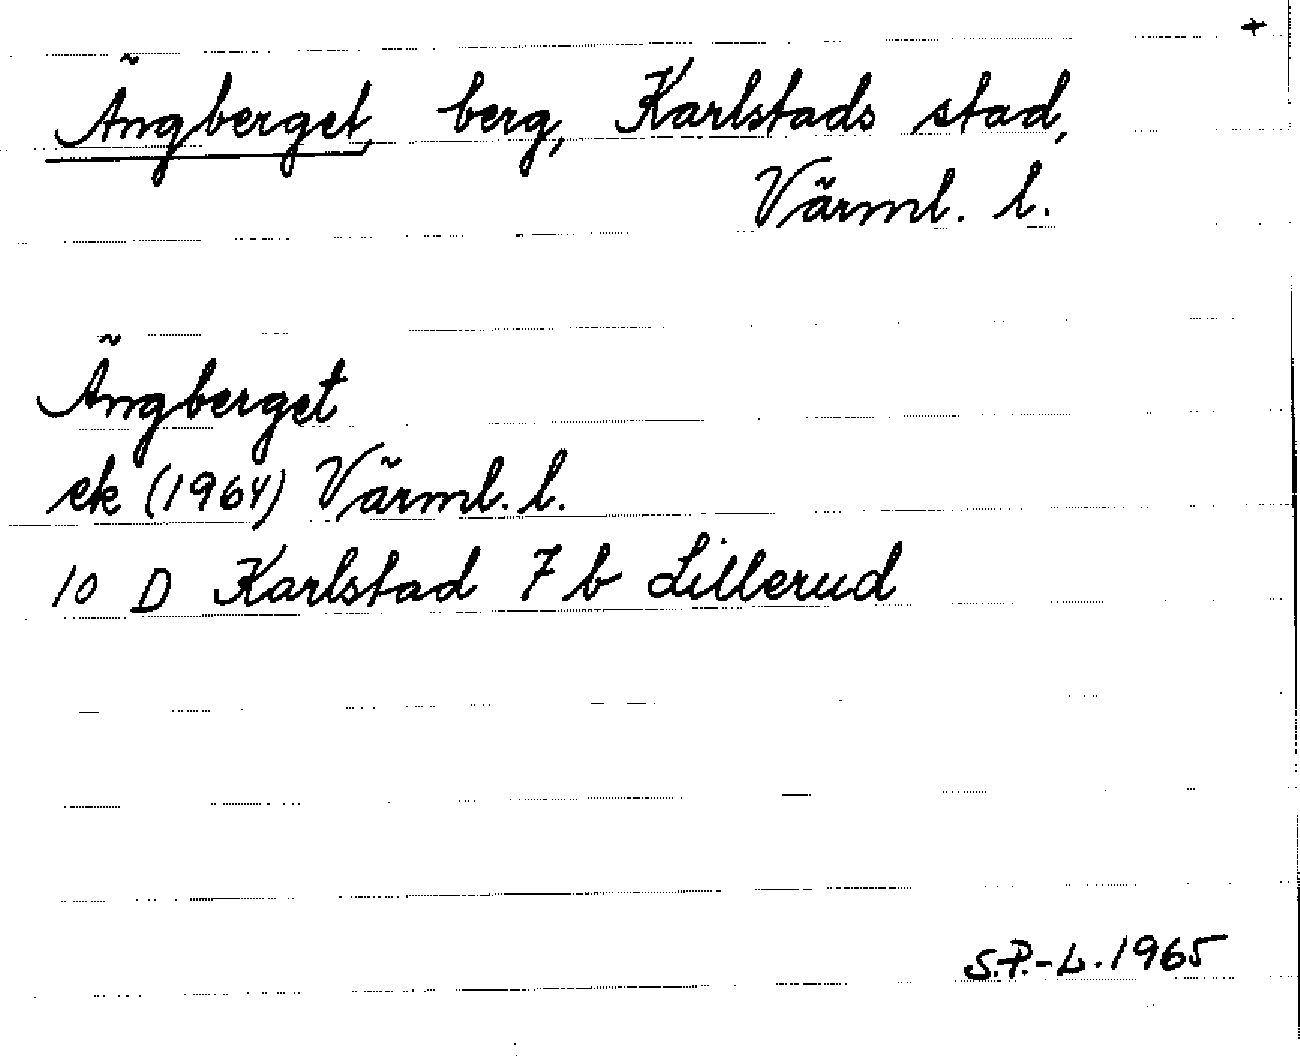 +
Ängberget, berg, Karlstads stad,
Värml. l.
Ängberget
ek (1964) Värml. l.
10 D Karlstad 7 b Lillerud
S.P.-L. 1965